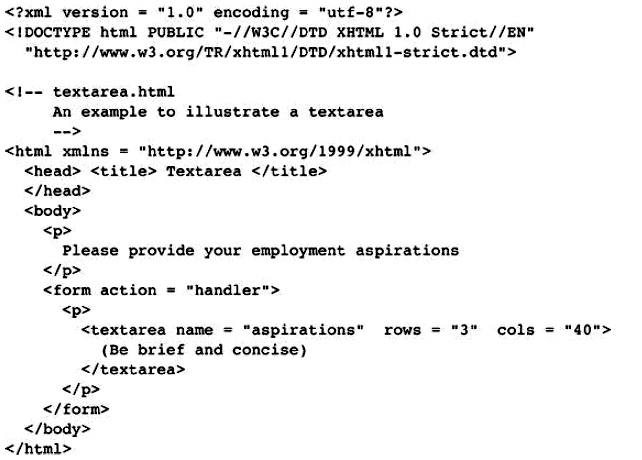 <?xml version = "1.0" encoding = "utf-8"?>
<!DOCTYPE html PUBLIC "-//W3C//DTD XHTML 1.0 Strict//EN"
  "http://www.w3.org/TR/xhtml1/DTD/xhtml1-strict.dtd">

<!-- textarea.html
     An example to illustrate a textarea
     -->
<html xmlns = "http://www.w3.org/1999/xhtml">
  <head> <title> Textarea </title>
  </head>
  <body>
    <p>
      Please provide your employment aspirations
    </p>
    <form action = "handler">
      <p>
        <textarea name = "aspirations"  rows = "3"  cols = "40">
          (Be brief and concise)
        </textarea>
      </p>
    </form>
  </body>
</html>